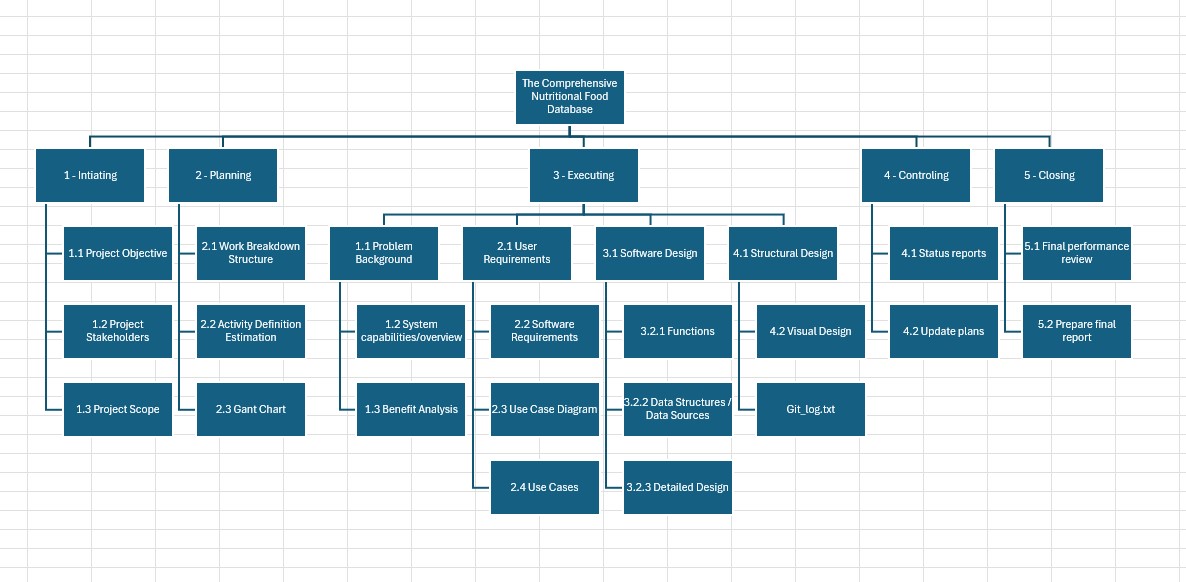 The Comprehensive
Nutritional Food
Database
1 - Intiating
2 - Planning
3 - Executing
4 - Controling
5 - Closing
1.1 Project Objective
2.1 Work Breakdown
Structure
1.1 Problem
Background
2.1 User
Requirements
3.1 Software Design
4.1 Structural Design
4.1 Status reports
5.1 Final performance
review
1.2 Project
Stakeholders
2.2 Activity Definition
Estimation
1.2 System
capabilities/overview
2.2 Software
Requirements
3.2.1 Functions
4.2 Visual Design
4.2 Update plans
5.2 Prepare final
report
1.3 Project Scope
2.3 Gant Chart
1.3 Benefit Analysis
2.3 Use Case Diagram
3.2.2 Data Structures /
Data Sources
Git_log.txt
2.4 Use Cases
3.2.3 Detailed Design